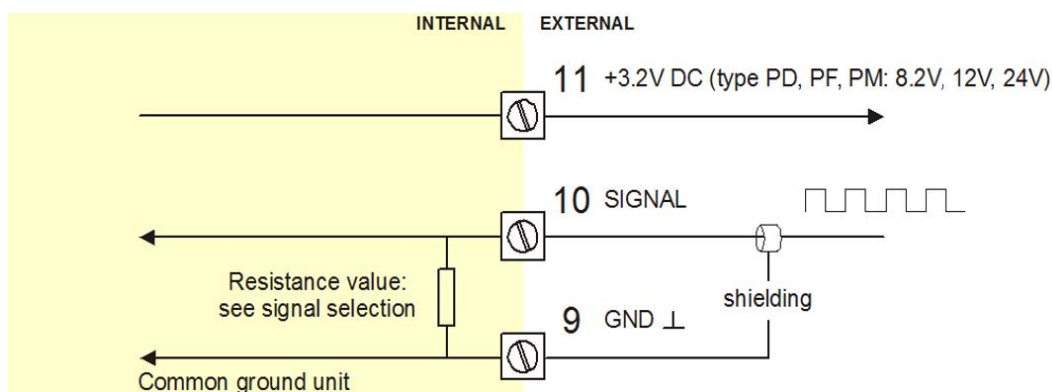 INTERNAL EXTERNAL
11 +3.2V DC (type PD, PF, PM: 8.2V, 12V, 24V)
10 SIGNAL
Resistance value:
see signal selection
shielding
9 GND ⊥
Common ground unit